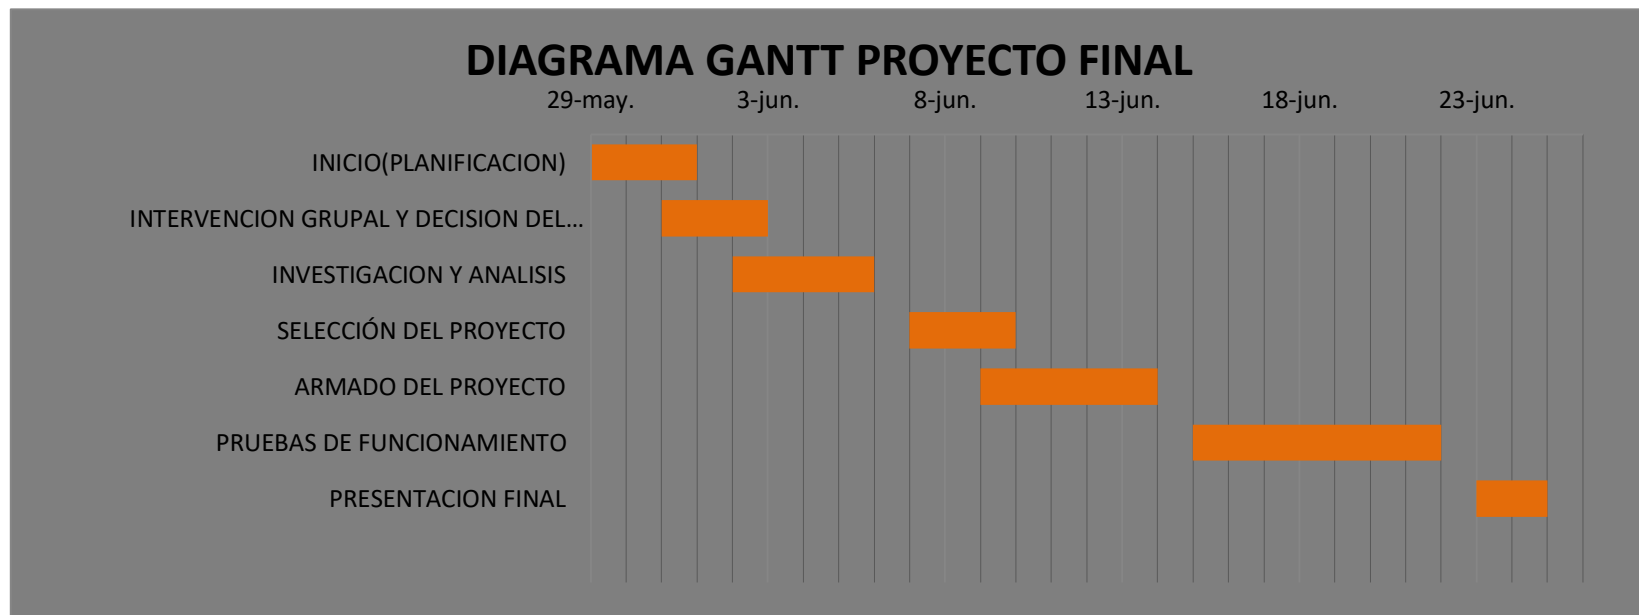 DIAGRAMA GANTT PROYECTO FINAL
29-may. 3-jun. 8-jun. 13-jun. 18-jun. 23-jun.
INICIO(PLANIFICACION)
INTERVENCION GRUPAL Y DECISION DEL...
INVESTIGACION Y ANALISIS
SELECCIÓN DEL PROYECTO
ARMADO DEL PROYECTO
PRUEBAS DE FUNCIONAMIENTO
PRESENTACION FINAL